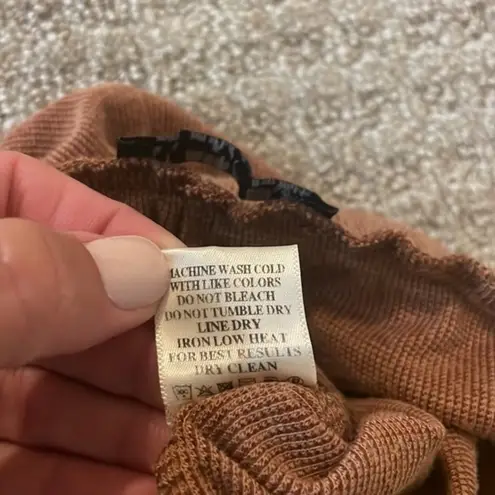 MACHINE WASH COLD
WITH LIKE COLORS
DO NOT BLEACH
DO NOT TUMBLE DRY
LINE DRY
IRON LOW HEAT
FOR BEST RESULTS
DRY CLEAN